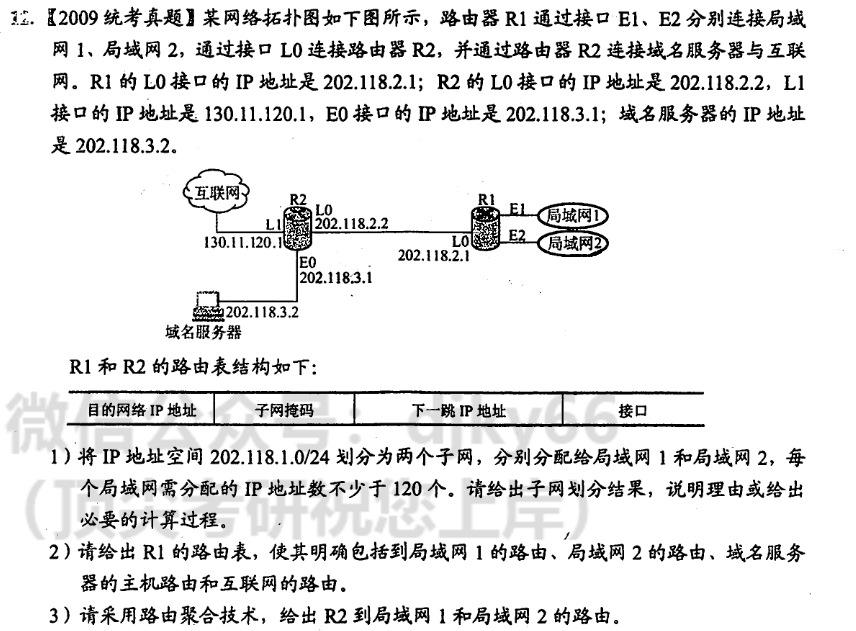 12.【2009 统考真题】某网络拓扑图如下图所示，路由器 R1 通过接口 E1、E2 分别连接局域
网 1、局域网 2，通过接口 L0 连接路由器 R2，并通过路由器 R2 连接域名服务器与互联
网。R1 的 L0 接口的 IP 地址是 202.118.2.1；R2 的 L0 接口的 IP 地址是 202.118.2.2，L1
接口的 IP 地址是 130.11.120.1，E0 接口的 IP 地址是 202.118.3.1；域名服务器的 IP 地址
是 202.118.3.2。
互联网
R2
L0
202.118.2.2
L1
130.11.120.1
E0
202.118.3.1
R1
E1
局域网1
E2
局域网2
L0
202.118.2.1
202.118.3.2
域名服务器
R1 和 R2 的路由表结构如下：
目的网络 IP 地址 子网掩码 下一跳 IP 地址 接口
微信公众号：djky66
1）将 IP 地址空间 202.118.1.0/24 划分为两个子网，分别分配给局域网 1 和局域网 2，每
个局域网需分配的 IP 地址数不少于 120 个。请给出子网划分结果，说明理由或给出
必要的计算过程。
（顶尖考研祝您上岸）
2）请给出 R1 的路由表，使其明确包括到局域网 1 的路由、局域网 2 的路由、域名服务
器的主机路由和互联网的路由。
3）请采用路由聚合技术，给出 R2 到局域网 1 和局域网 2 的路由。